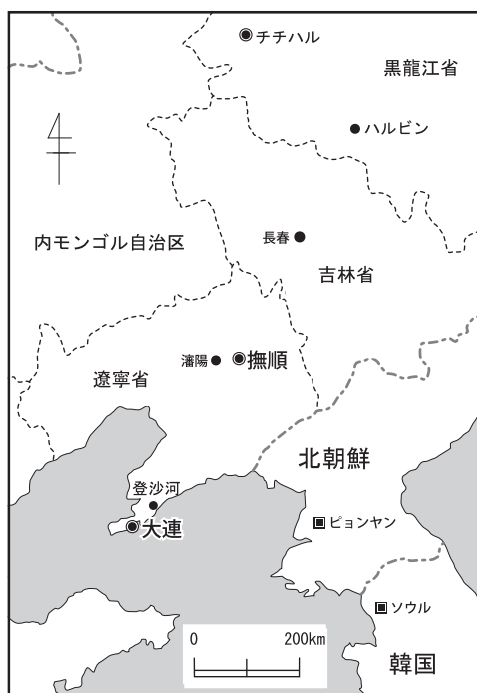 チチハル
黒龍江省
ハルビン
内モンゴル自治区
長春
吉林省
瀋陽
撫順
遼寧省
北朝鮮
登沙河
大連
ピョンヤン
ソウル
0 200km
韓国